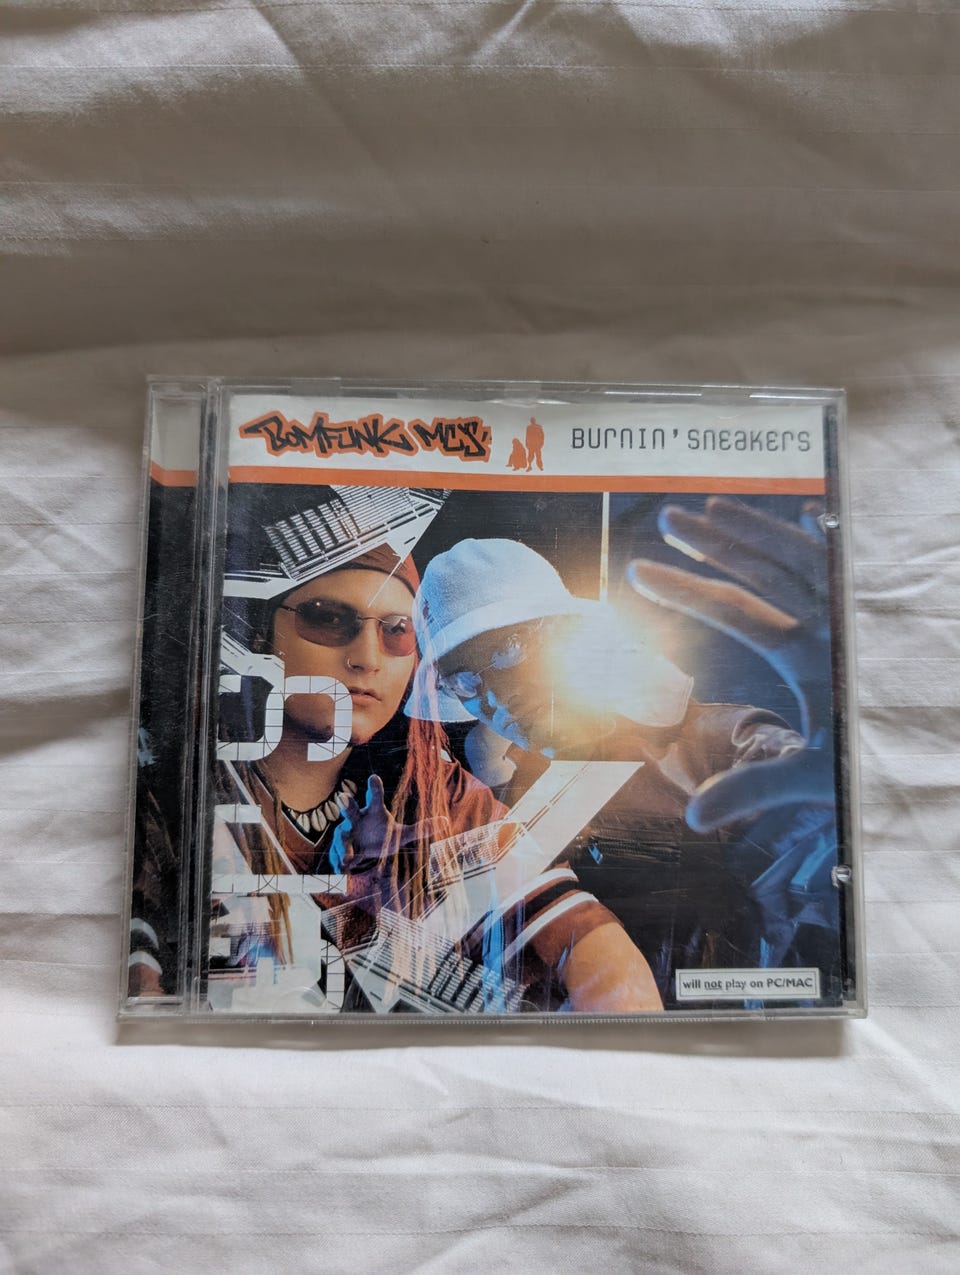 BOMFUNK MC'S
BURNIN' SNEAKERS
will not play on PC/MAC